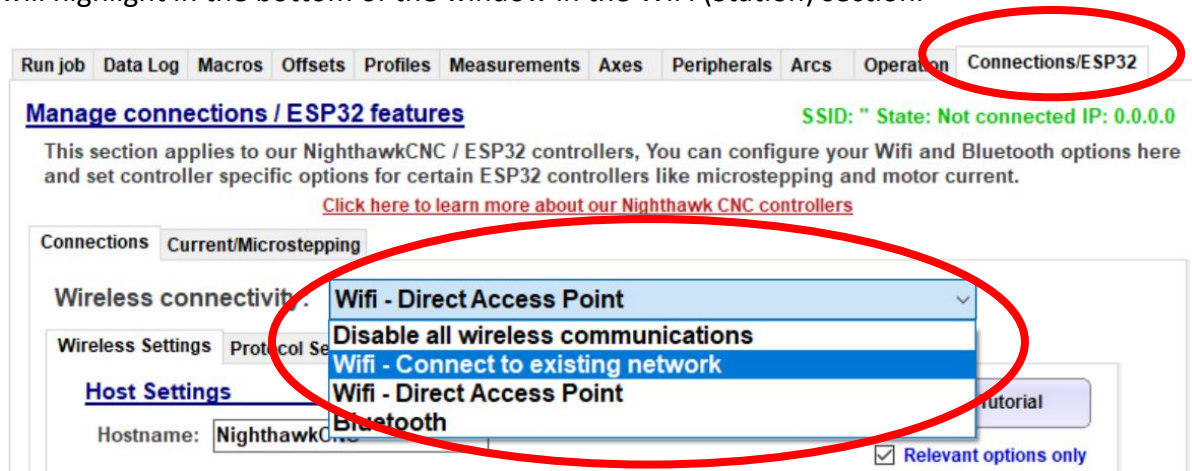 will highlight in the bottom of the window in the WiFi (Station) section.
Run job Data Log Macros Offsets Profiles Measurements Axes Peripherals Arcs Operation Connections/ESP32
Manage connections / ESP32 features
SSID: '' State: Not connected IP: 0.0.0.0
This section applies to our NighthawkCNC / ESP32 controllers, You can configure your Wifi and Bluetooth options here
and set controller specific options for certain ESP32 controllers like microstepping and motor current.
Click here to learn more about our Nighthawk CNC controllers
Connections Current/Microstepping
Wireless connectivity : Wifi - Direct Access Point
Disable all wireless communications
Wireless Settings Protocol Se
Wifi - Connect to existing network
Host Settings
Wifi - Direct Access Point
Tutorial
Bluetooth
Hostname: NighthawkCNC
Relevant options only